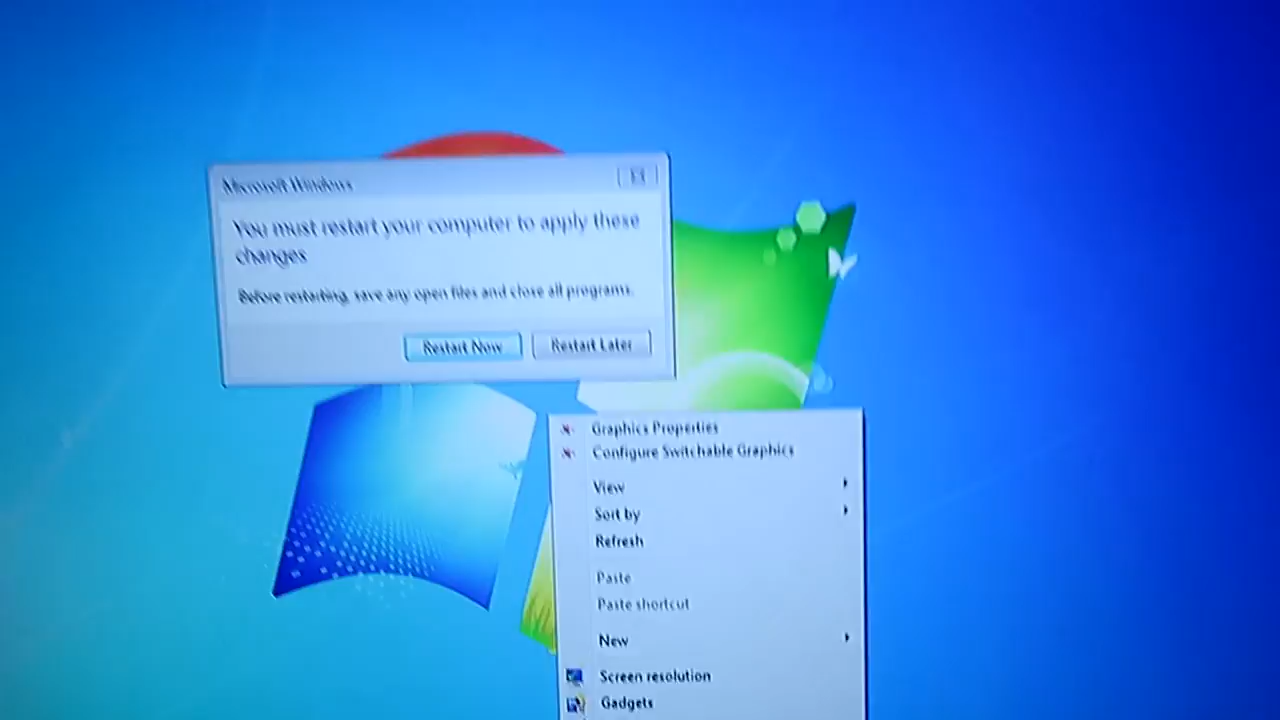 Microsoft Windows
You must restart your computer to apply these
changes
Before restarting, save any open files and close all programs.
Restart Now
Restart Later
Graphics Properties
Configure Switchable Graphics
View
Sort by
Refresh
Paste
Paste shortcut
New
Screen resolution
Gadgets